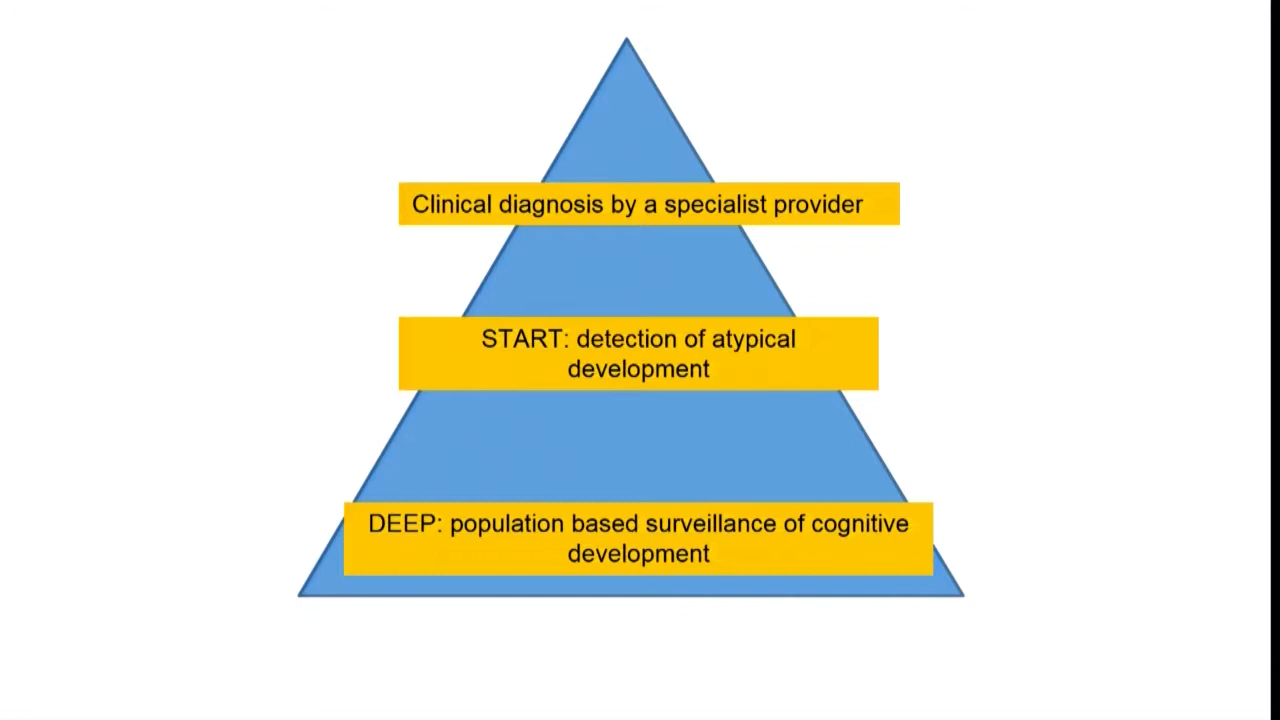 Clinical diagnosis by a specialist provider
START: detection of atypical
development
DEEP: population based surveillance of cognitive
development